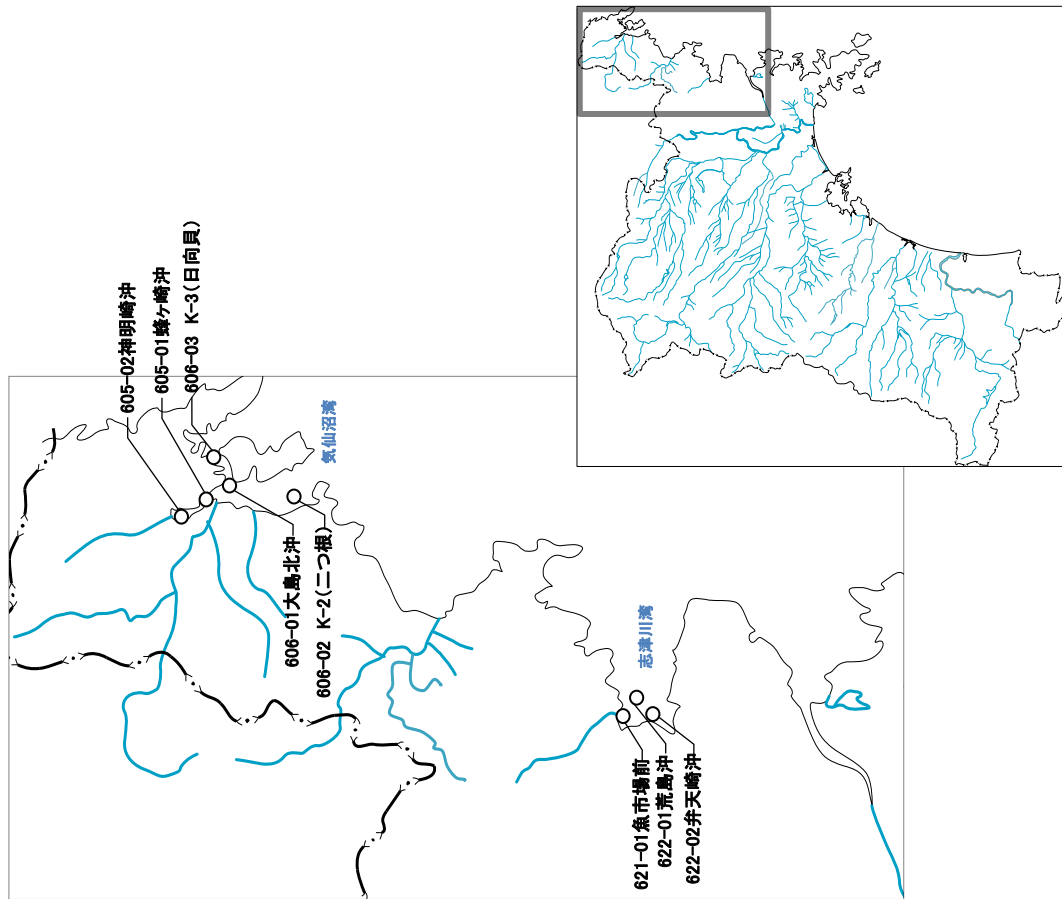 605-02神明崎沖
605-01蜂ヶ崎沖
606-03 K-3(日向貝)
気仙沼湾
606-01大島北沖
606-02 K-2(二つ根)
志津川湾
621-01魚市場前
622-01荒島沖
622-02弁天崎沖